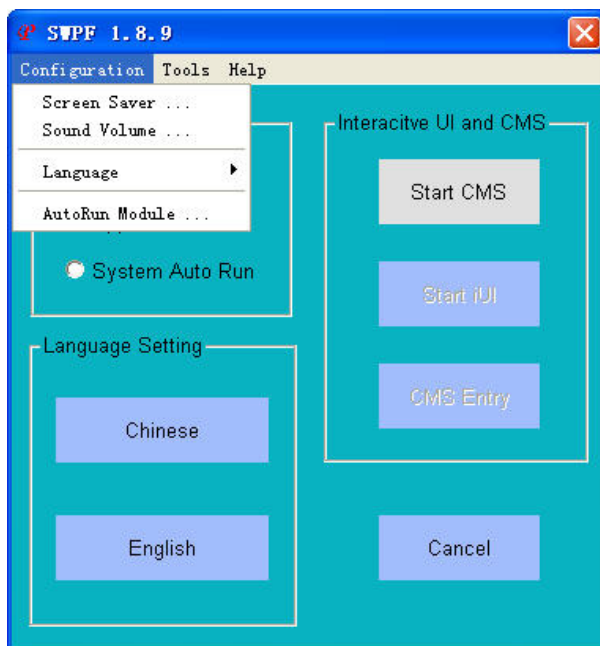 SWPF 1.8.9
Configuration Tools Help
Screen Saver ...
Sound Volume ...
Language
AutoRun Module ...
System Auto Run
Language Setting
Chinese
English
Interacitve UI and CMS
Start CMS
Start iUI
CMS Entry
Cancel